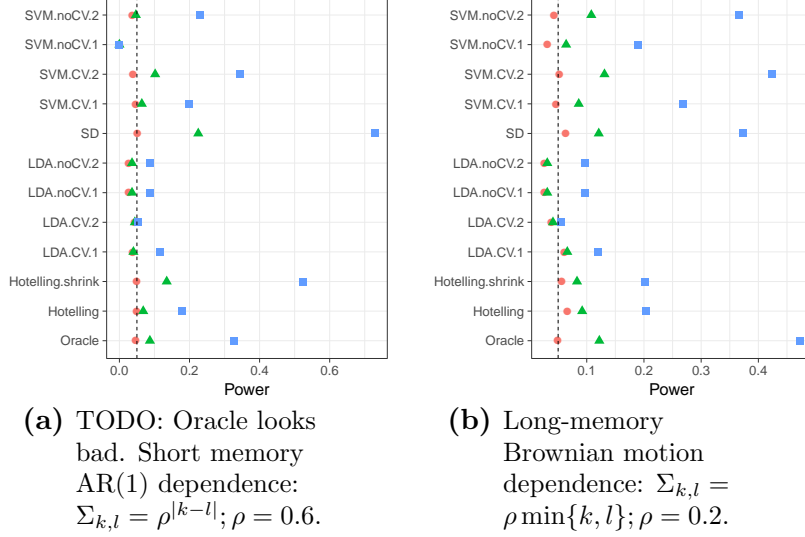 SVM.noCV.2
SVM.noCV.1
SVM.CV.2
SVM.CV.1
SD
LDA.noCV.2
LDA.noCV.1
LDA.CV.2
LDA.CV.1
Hotelling.shrink
Hotelling
Oracle
0.0 0.2 0.4 0.6
Power
(a) TODO: Oracle looks
bad. Short memory
AR(1) dependence:
Σ_{k,l} = ρ^{|k−l|}; ρ = 0.6.
SVM.noCV.2
SVM.noCV.1
SVM.CV.2
SVM.CV.1
SD
LDA.noCV.2
LDA.noCV.1
LDA.CV.2
LDA.CV.1
Hotelling.shrink
Hotelling
Oracle
0.1 0.2 0.3 0.4
Power
(b) Long-memory
Brownian motion
dependence: Σ_{k,l} =
ρ min{k, l}; ρ = 0.2.